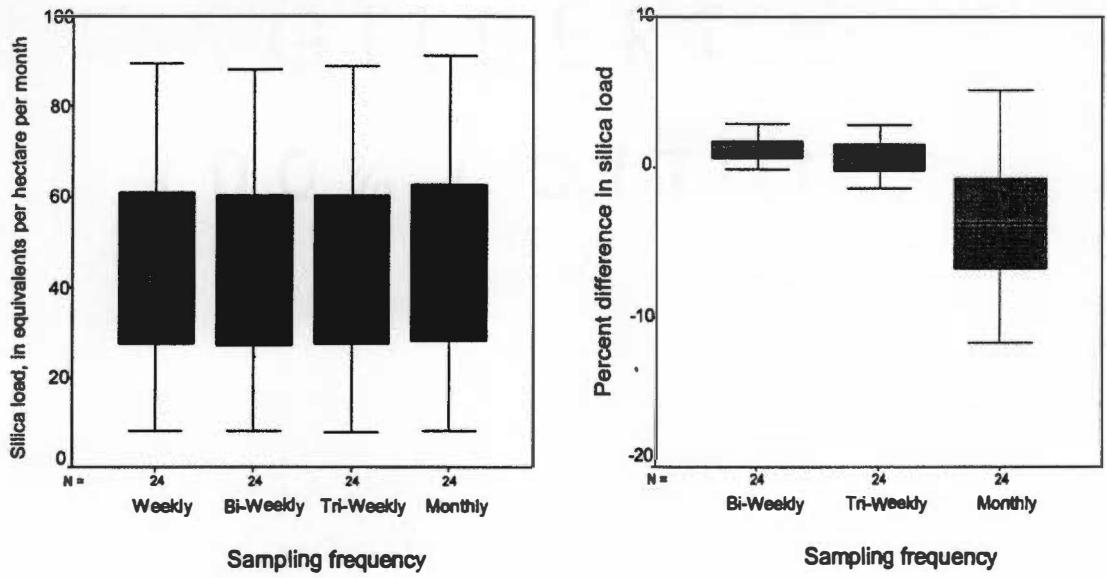 Silica load, in equivalents per hectare per month
100
80
60
40
20
0
N =
24
24
24
24
Weekly
Bi-Weekly
Tri-Weekly
Monthly
Sampling frequency
Percent difference in silica load
10
0
-10
-20
N =
24
24
24
Bi-Weekly
Tri-Weekly
Monthly
Sampling frequency